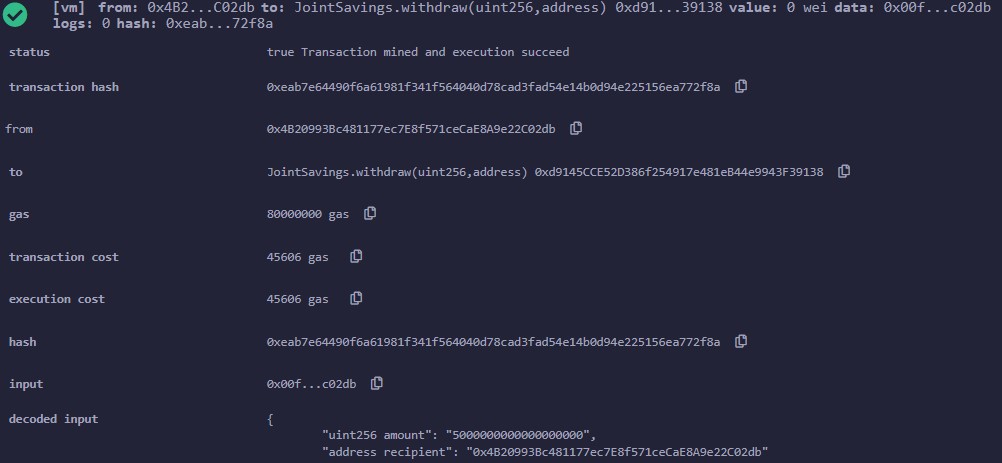 [vm] from: 0x4B2...C02db to: JointSavings.withdraw(uint256,address) 0xd91...39138 value: 0 wei data: 0x00f...c02db
logs: 0 hash: 0xeab...72f8a
status true Transaction mined and execution succeed
transaction hash 0xeab7e64490f6a61981f341f564040d78cad3fad54e14b0d94e225156ea772f8a
from 0x4B20993Bc481177ec7E8f571ceCaE8A9e22C02db
to JointSavings.withdraw(uint256,address) 0xd9145CCE52D386f254917e481eB44e9943F39138
gas 80000000 gas
transaction cost 45606 gas
execution cost 45606 gas
hash 0xeab7e64490f6a61981f341f564040d78cad3fad54e14b0d94e225156ea772f8a
input 0x00f...c02db
decoded input {
"uint256 amount": "5000000000000000000",
"address recipient": "0x4B20993Bc481177ec7E8f571ceCaE8A9e22C02db"